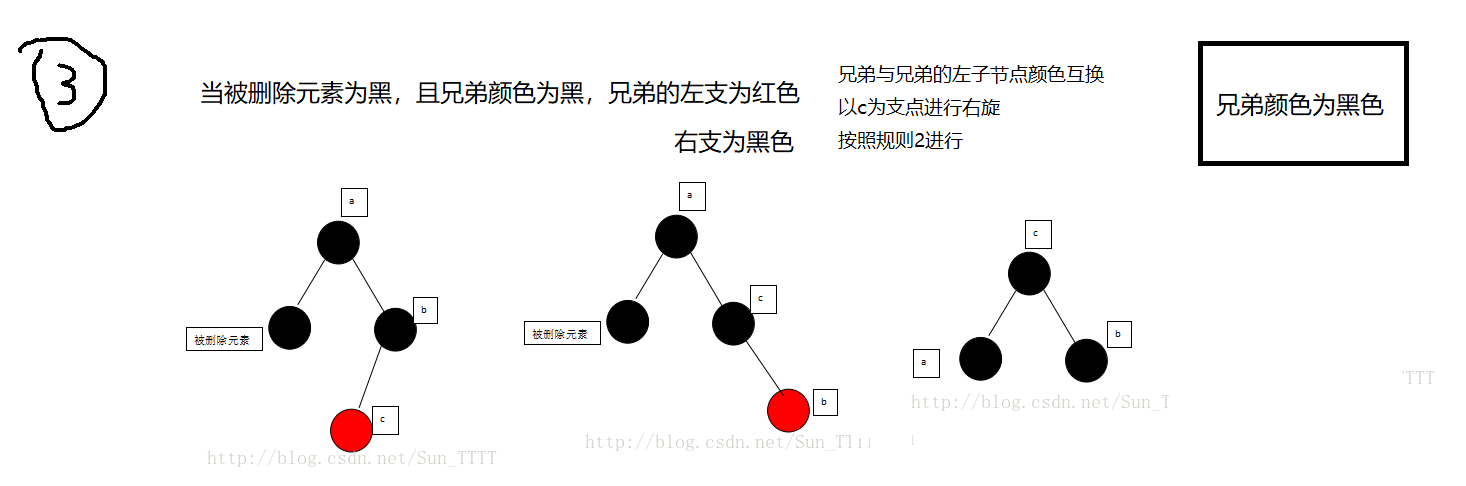 3
当被删除元素为黑，且兄弟颜色为黑，兄弟的左支为红色
右支为黑色
兄弟与兄弟的左子节点颜色互换
以c为支点进行右旋
按照规则2进行
兄弟颜色为黑色
a
b
被删除元素
c
http://blog.csdn.net/Sun_TTTT
a
c
被删除元素
b
http://blog.csdn.net/Sun_TT
c
b
a
http://blog.csdn.net/Sun_T
TTT